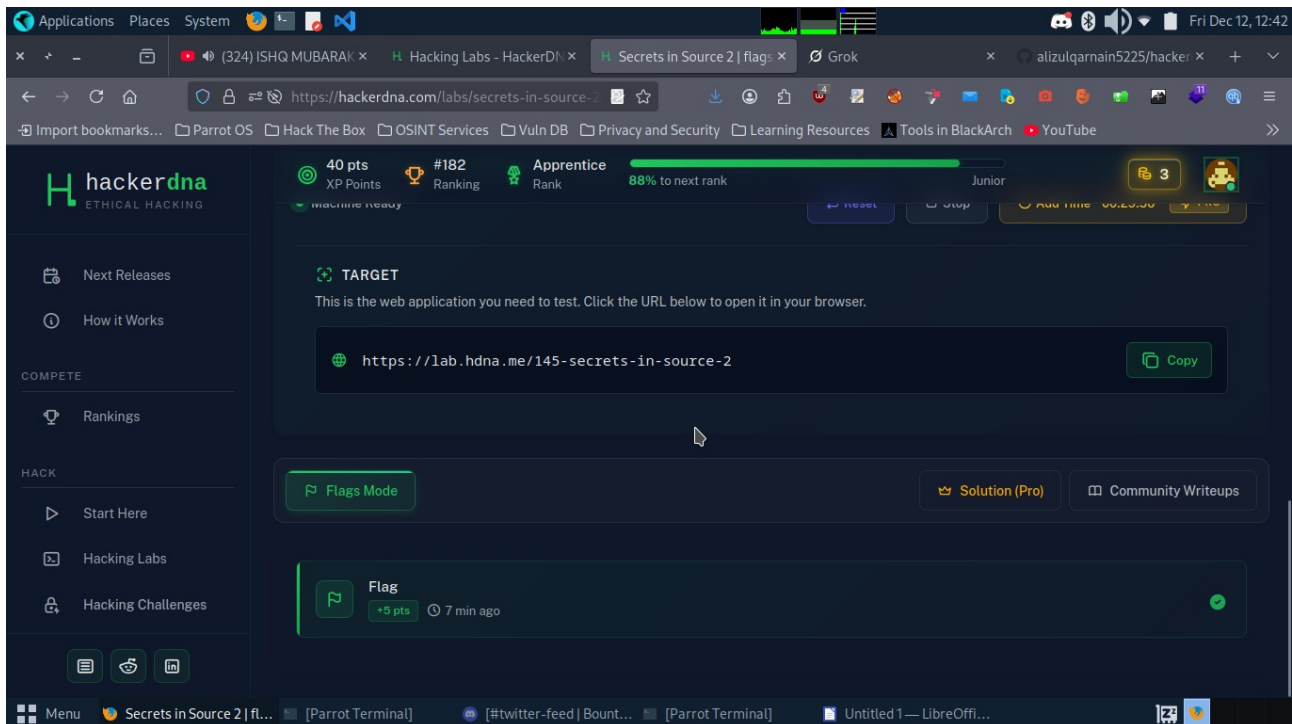 Applications Places System Fri Dec 12, 12:42
(324) ISHQ MUBARAK Hacking Labs - HackerDN Secrets in Source 2 | flags Grok alizulqarnain5225/hacker
https://hackerdna.com/labs/secrets-in-source-2 4 11
Import bookmarks... Parrot OS Hack The Box OSINT Services Vuln DB Privacy and Security Learning Resources Tools in BlackArch YouTube
hackerdna
ETHICAL HACKING
40 pts
XP Points
#182
Ranking
Apprentice
Rank
88% to next rank
Junior
3
Machine Ready Reset Stop Add Time
Next Releases
How it Works
COMPETE
Rankings
HACK
Start Here
Hacking Labs
Hacking Challenges
TARGET
This is the web application you need to test. Click the URL below to open it in your browser.
https://lab.hdna.me/145-secrets-in-source-2 Copy
Flags Mode Solution (Pro) Community Writeups
Flag
+5 pts 7 min ago
Menu Secrets in Source 2 | fl... [Parrot Terminal] [#twitter-feed | Bount... [Parrot Terminal] Untitled 1 — LibreOffi...